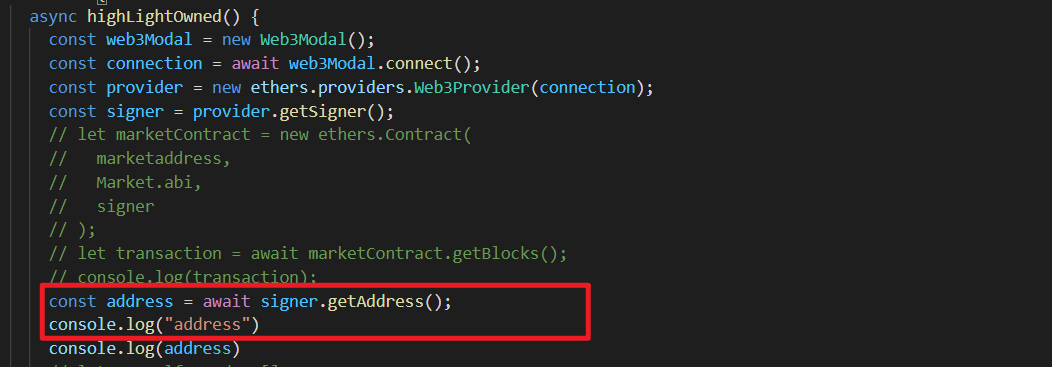 async highLightOwned() {
const web3Modal = new Web3Modal();
const connection = await web3Modal.connect();
const provider = new ethers.providers.Web3Provider(connection);
const signer = provider.getSigner();
// let marketContract = new ethers.Contract(
//   marketaddress,
//   Market.abi,
//   signer
// );
// let transaction = await marketContract.getBlocks();
// console.log(transaction);
const address = await signer.getAddress();
console.log("address")
console.log(address)